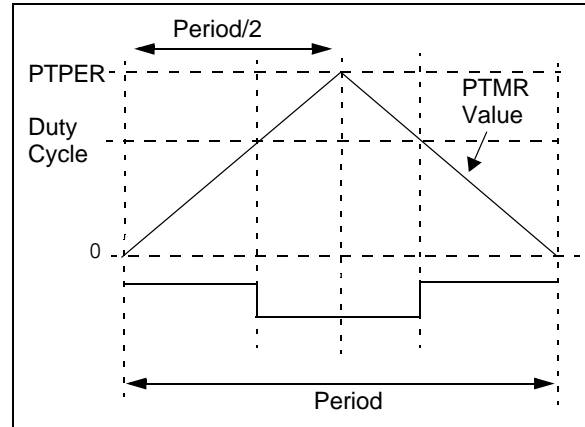 Period/2
PTPER
PTMR
Value
Duty
Cycle
0
Period